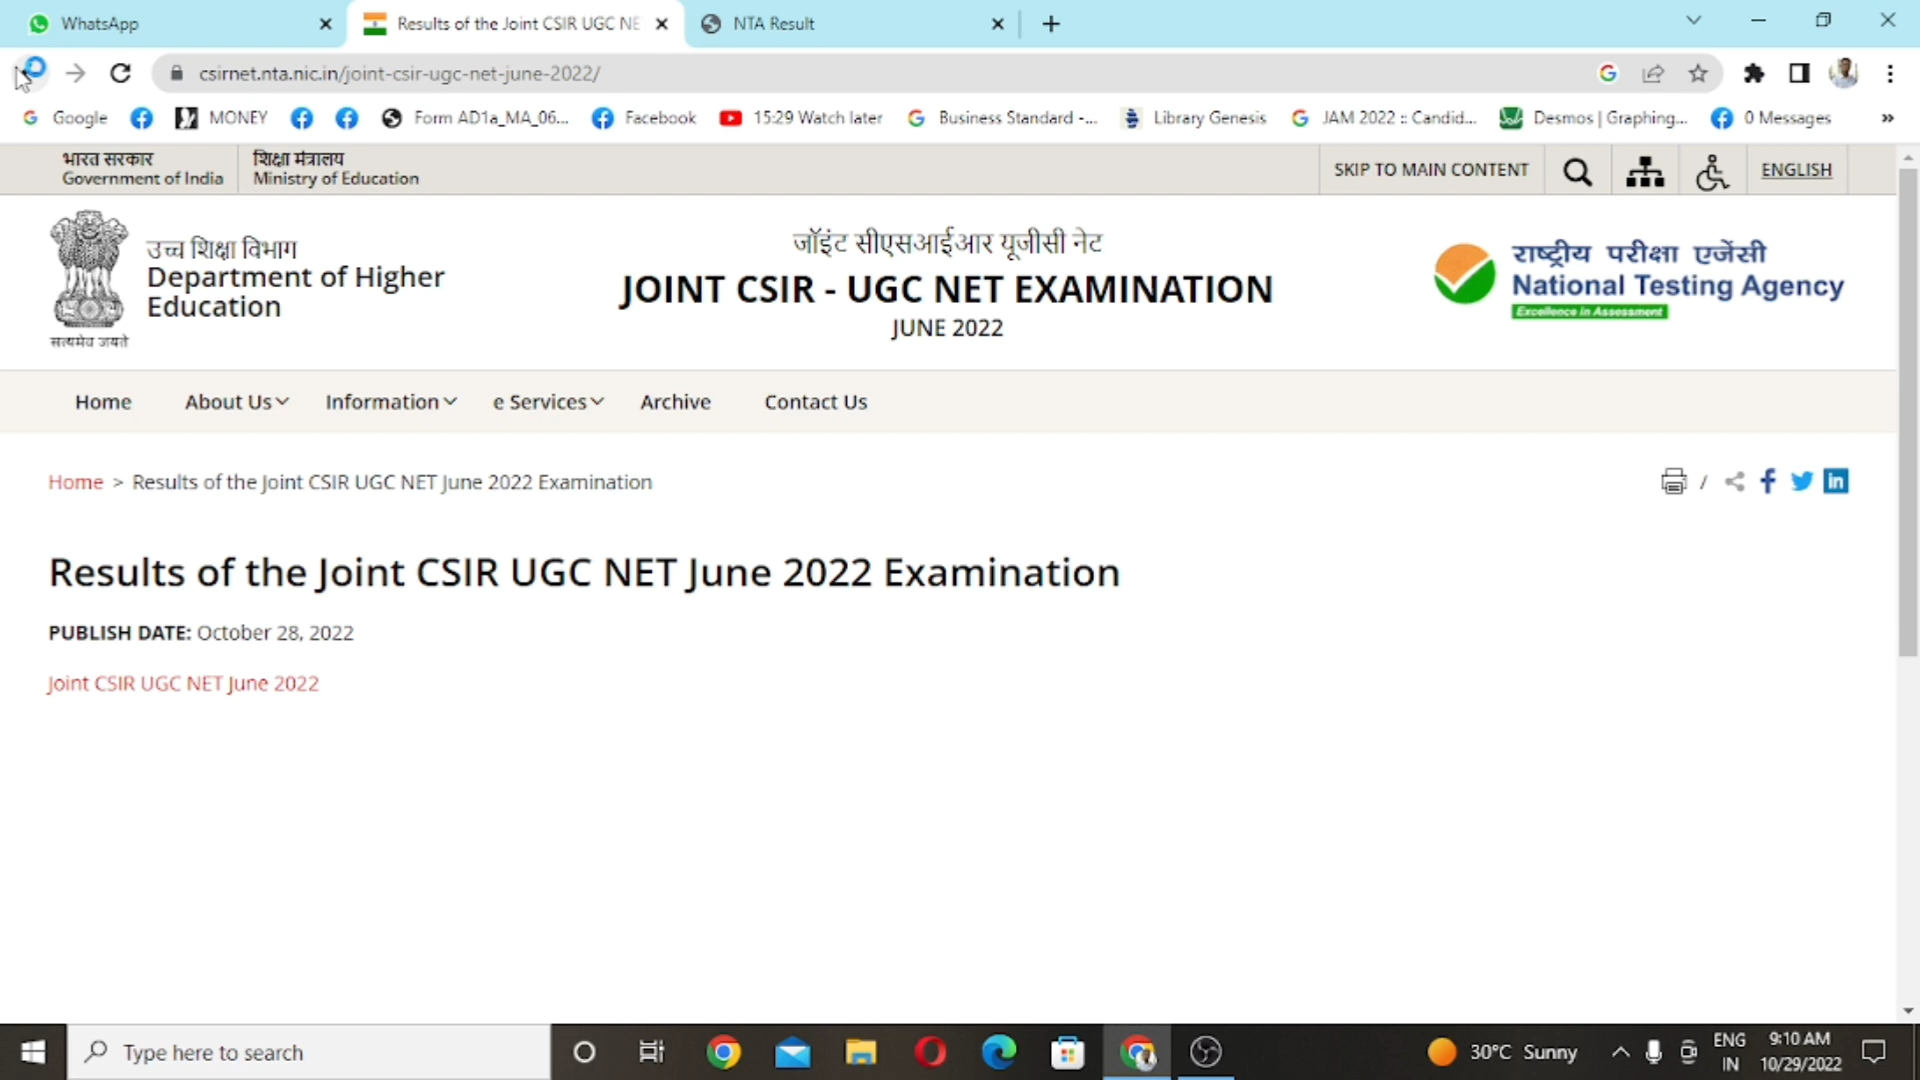 WhatsApp
Results of the Joint CSIR UGC NE
NTA Result
csirnet.nta.nic.in/joint-csir-ugc-net-june-2022/
Google
MONEY
Form AD1a_MA_06...
Facebook
15:29 Watch later
Business Standard -...
Library Genesis
JAM 2022 :: Candid...
Desmos | Graphing...
0 Messages
»
भारत सरकार
Government of India
शिक्षा मंत्रालय
Ministry of Education
SKIP TO MAIN CONTENT
ENGLISH
सत्यमेव जयते
उच्च शिक्षा विभाग
Department of Higher
Education
जॉइंट सीएसआईआर यूजीसी नेट
JOINT CSIR - UGC NET EXAMINATION
JUNE 2022
राष्ट्रीय परीक्षा एजेंसी
National Testing Agency
Excellence in Assessment
Home
About Us
Information
e Services
Archive
Contact Us
Home > Results of the Joint CSIR UGC NET June 2022 Examination
/
Results of the Joint CSIR UGC NET June 2022 Examination
PUBLISH DATE: October 28, 2022
Joint CSIR UGC NET June 2022
Type here to search
30°C Sunny
ENG
IN
9:10 AM
10/29/2022